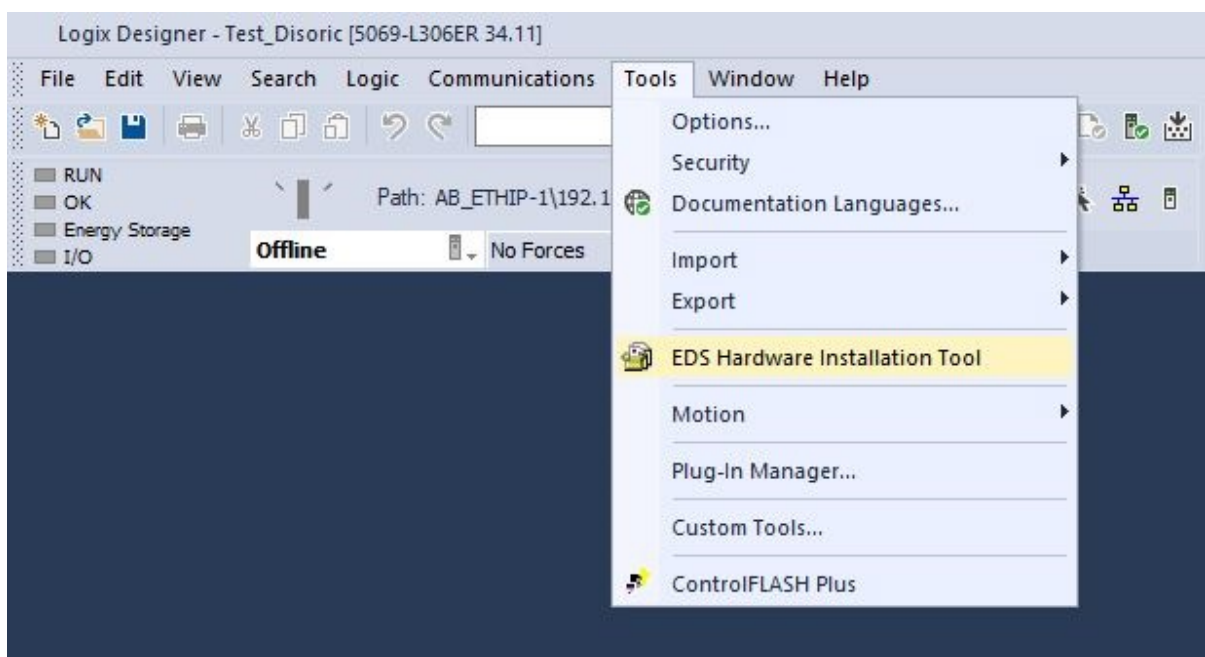 Logix Designer - Test_Disoric [5069-L306ER 34.11]
File Edit View Search Logic Communications Tools Window Help
Options...
Security
Documentation Languages...
Import
Export
EDS Hardware Installation Tool
Motion
Plug-In Manager...
Custom Tools...
ControlFLASH Plus
RUN
OK
Energy Storage
I/O
Path: AB_ETHIP-1\192.1
Offline
No Forces